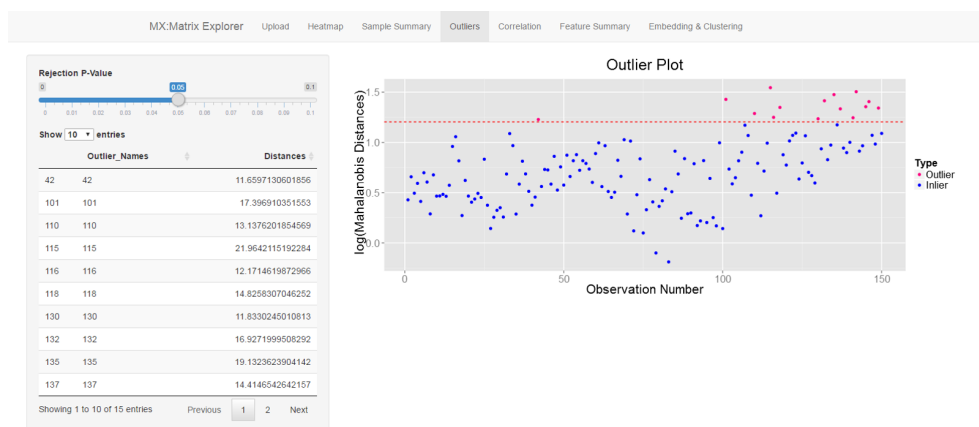 MX:Matrix Explorer Upload Heatmap Sample Summary Outliers Correlation Feature Summary Embedding & Clustering
Rejection P-Value
0 0.05 0.1
0 0.01 0.02 0.03 0.04 0.05 0.06 0.07 0.08 0.09 0.1
Show 10 entries
Outlier_Names Distances
42 42 11.6597130601856
101 101 17.396910351553
110 110 13.1376201854569
115 115 21.9642115192284
116 116 12.1714619872966
118 118 14.8258307046252
130 130 11.8330245010813
132 132 16.9271999508292
135 135 19.1323623904142
137 137 14.4146542642157
Showing 1 to 10 of 15 entries Previous 1 2 Next
Outlier Plot
log(Mahalanobis Distances)
1.5
1.0
0.5
0.0
0 50 100 150
Observation Number
Type
Outlier
Inlier